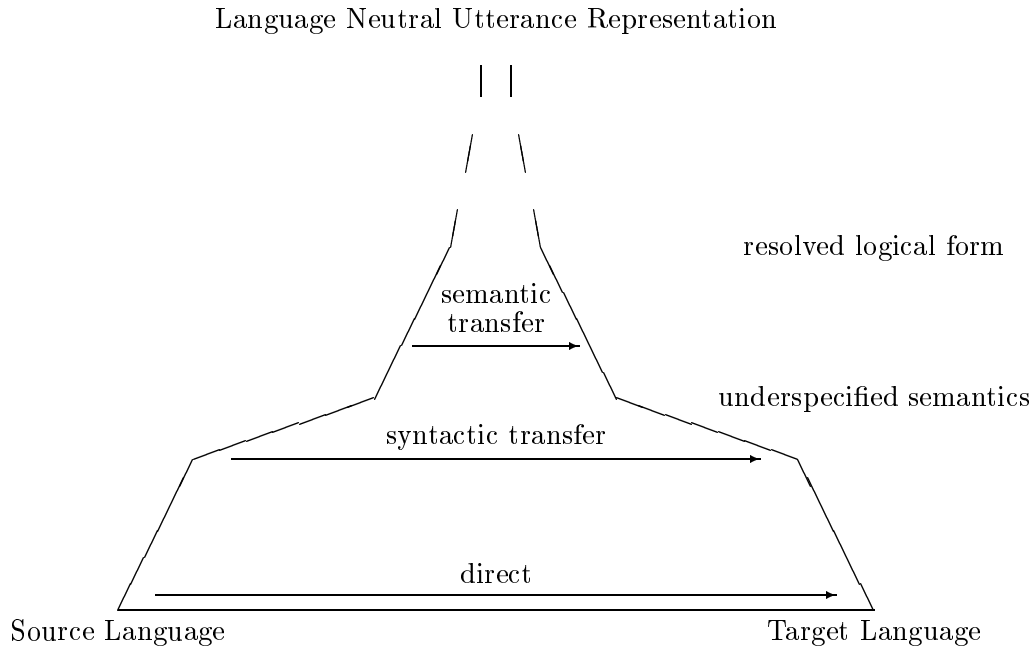 Language Neutral Utterance Representation
resolved logical form
semantic
transfer
underspecified semantics
syntactic transfer
direct
Source Language
Target Language